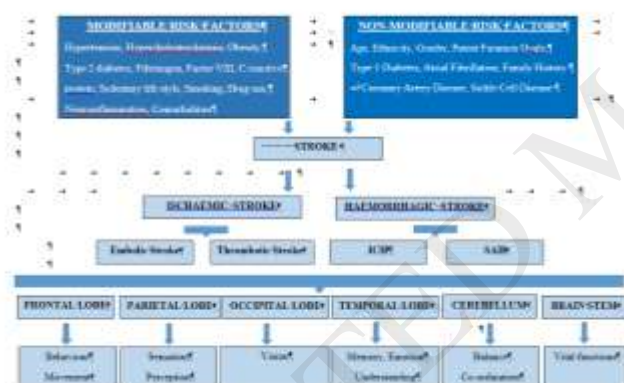 MODIFIABLE RISK FACTORS¶
Hypertension, Hypercholesterolaemia, Obesity,¶
Type 2 diabetes, Fibrinogen, Factor VIII, C-reactive
protein, Sedentary life style, Smoking, Drug use,¶
Neuroinflammation, Comorbidities¶
NON-MODIFIABLE RISK FACTORS¶
Age, Ethnicity, Gender, Patent Foramen Ovale,¶
Type 1 Diabetes, Atrial Fibrillation, Family History
of Coronary Artery Disease, Sickle Cell Disease¶
STROKE¶
ISCHAEMIC STROKE¶
HAEMORRHAGIC STROKE¶
Embolic Stroke¶
Thrombotic Stroke¶
ICH¶
SAH¶
FRONTAL LOBE¶
PARIETAL LOBE¶
OCCIPITAL LOBE¶
TEMPORAL LOBE¶
CEREBELLUM¶
BRAIN STEM¶
Behaviour¶
Movement¶
Sensation¶
Perception¶
Vision¶
Memory, Emotion¶
Understanding¶
Balance¶
Co-ordination¶
Vital functions¶
TED M